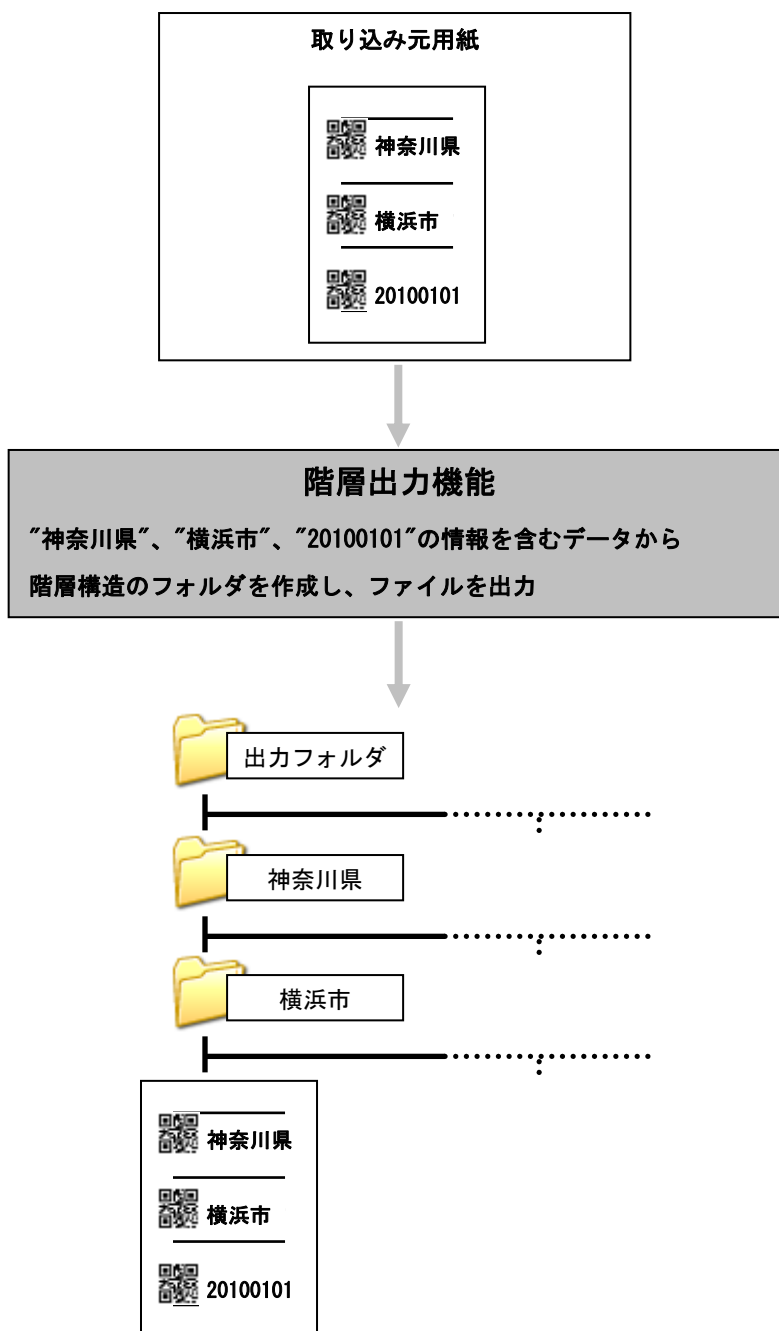 取り込み元用紙
神奈川県
横浜市
20100101
階層出力機能
"神奈川県"、"横浜市"、"20100101"の情報を含むデータから
階層構造のフォルダを作成し、ファイルを出力
出力フォルダ
神奈川県
横浜市
神奈川県
横浜市
20100101